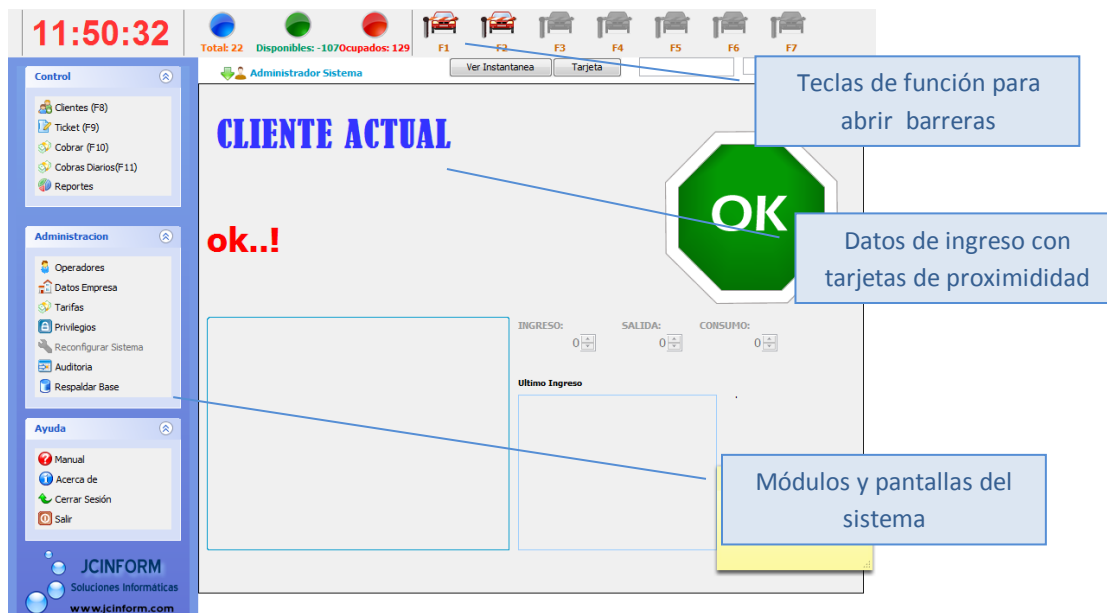 11:50:32
Total: 22
Disponibles: -107
Ocupados: 129
F1
F2
F3
F4
F5
F6
F7
Administrador Sistema
Ver Instantanea
Tarjeta
Teclas de función para
abrir barreras
Control
Clientes (F8)
Ticket (F9)
Cobrar (F10)
Cobras Diarios(F11)
Reportes
CLIENTE ACTUAL
ok..!
OK
Datos de ingreso con
tarjetas de proximididad
Administracion
Operadores
Datos Empresa
Tarifas
Privilegios
Reconfigurar Sistema
Auditoria
Respaldar Base
INGRESO:
SALIDA:
CONSUMO:
0
0
0
Ultimo Ingreso
Ayuda
Manual
Acerca de
Cerrar Sesión
Salir
Módulos y pantallas del
sistema
JCINFORM
Soluciones Informáticas
www.jcinform.com